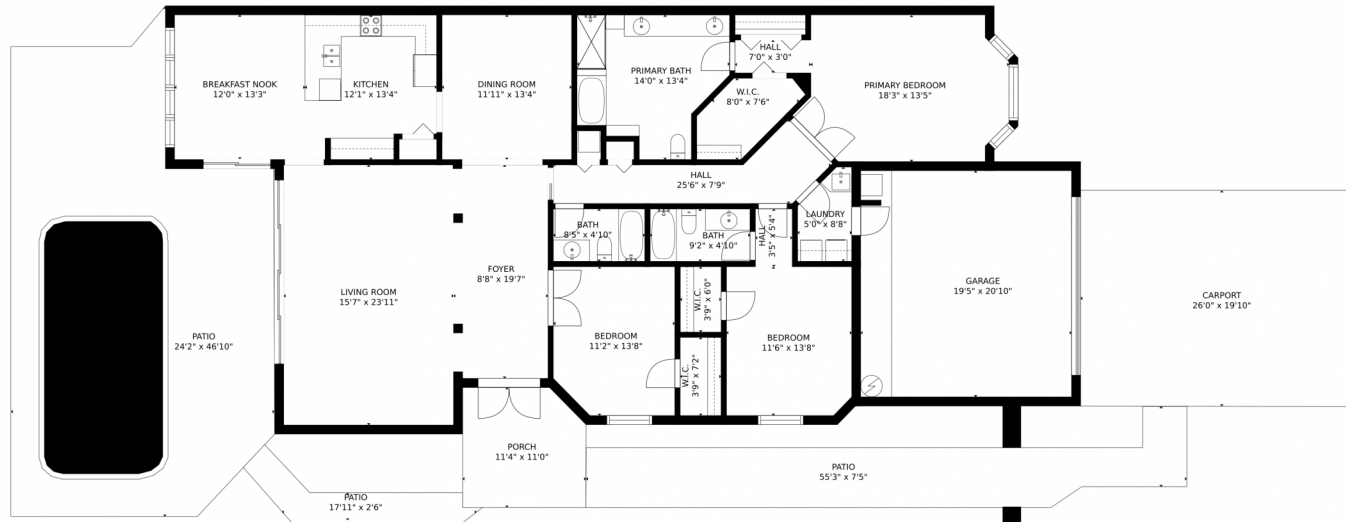 BREAKFAST NOOK
12'0" x 13'3"
KITCHEN
12'1" x 13'4"
DINING ROOM
11'11" x 13'4"
PRIMARY BATH
14'0" x 13'4"
HALL
7'0" x 3'0"
W.I.C.
8'0" x 7'6"
PRIMARY BEDROOM
18'3" x 13'5"
HALL
25'6" x 7'9"
LAUNDRY
5'0" x 8'8"
BATH
8'5" x 4'10"
BATH
9'2" x 4'10"
HALL
3'5" x 5'4"
FOYER
8'8" x 19'7"
LIVING ROOM
15'7" x 23'11"
PATIO
24'2" x 46'10"
BEDROOM
11'2" x 13'8"
W.I.C.
3'9" x 6'0"
W.I.C.
3'9" x 7'2"
BEDROOM
11'6" x 13'8"
GARAGE
19'5" x 20'10"
CARPORT
26'0" x 19'10"
PORCH
11'4" x 11'0"
PATIO
55'3" x 7'5"
PATIO
17'11" x 2'6"